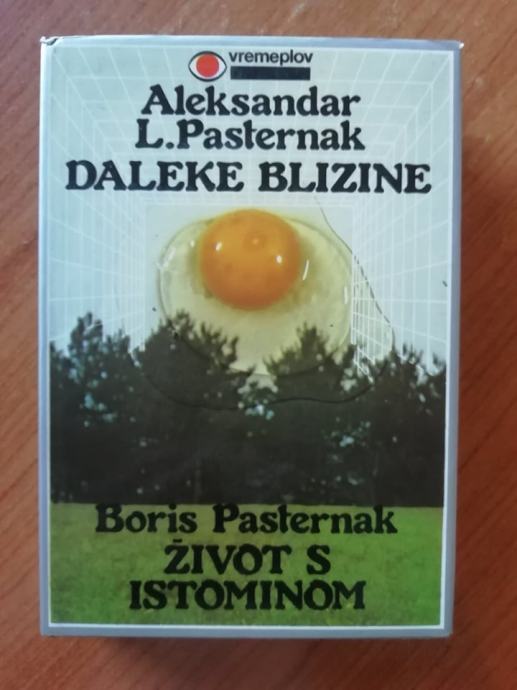 vremeplov
Aleksandar
L.Pasternak
DALEKE BLIZINE
Boris Pasternak
ŽIVOT S
ISTOMINOM